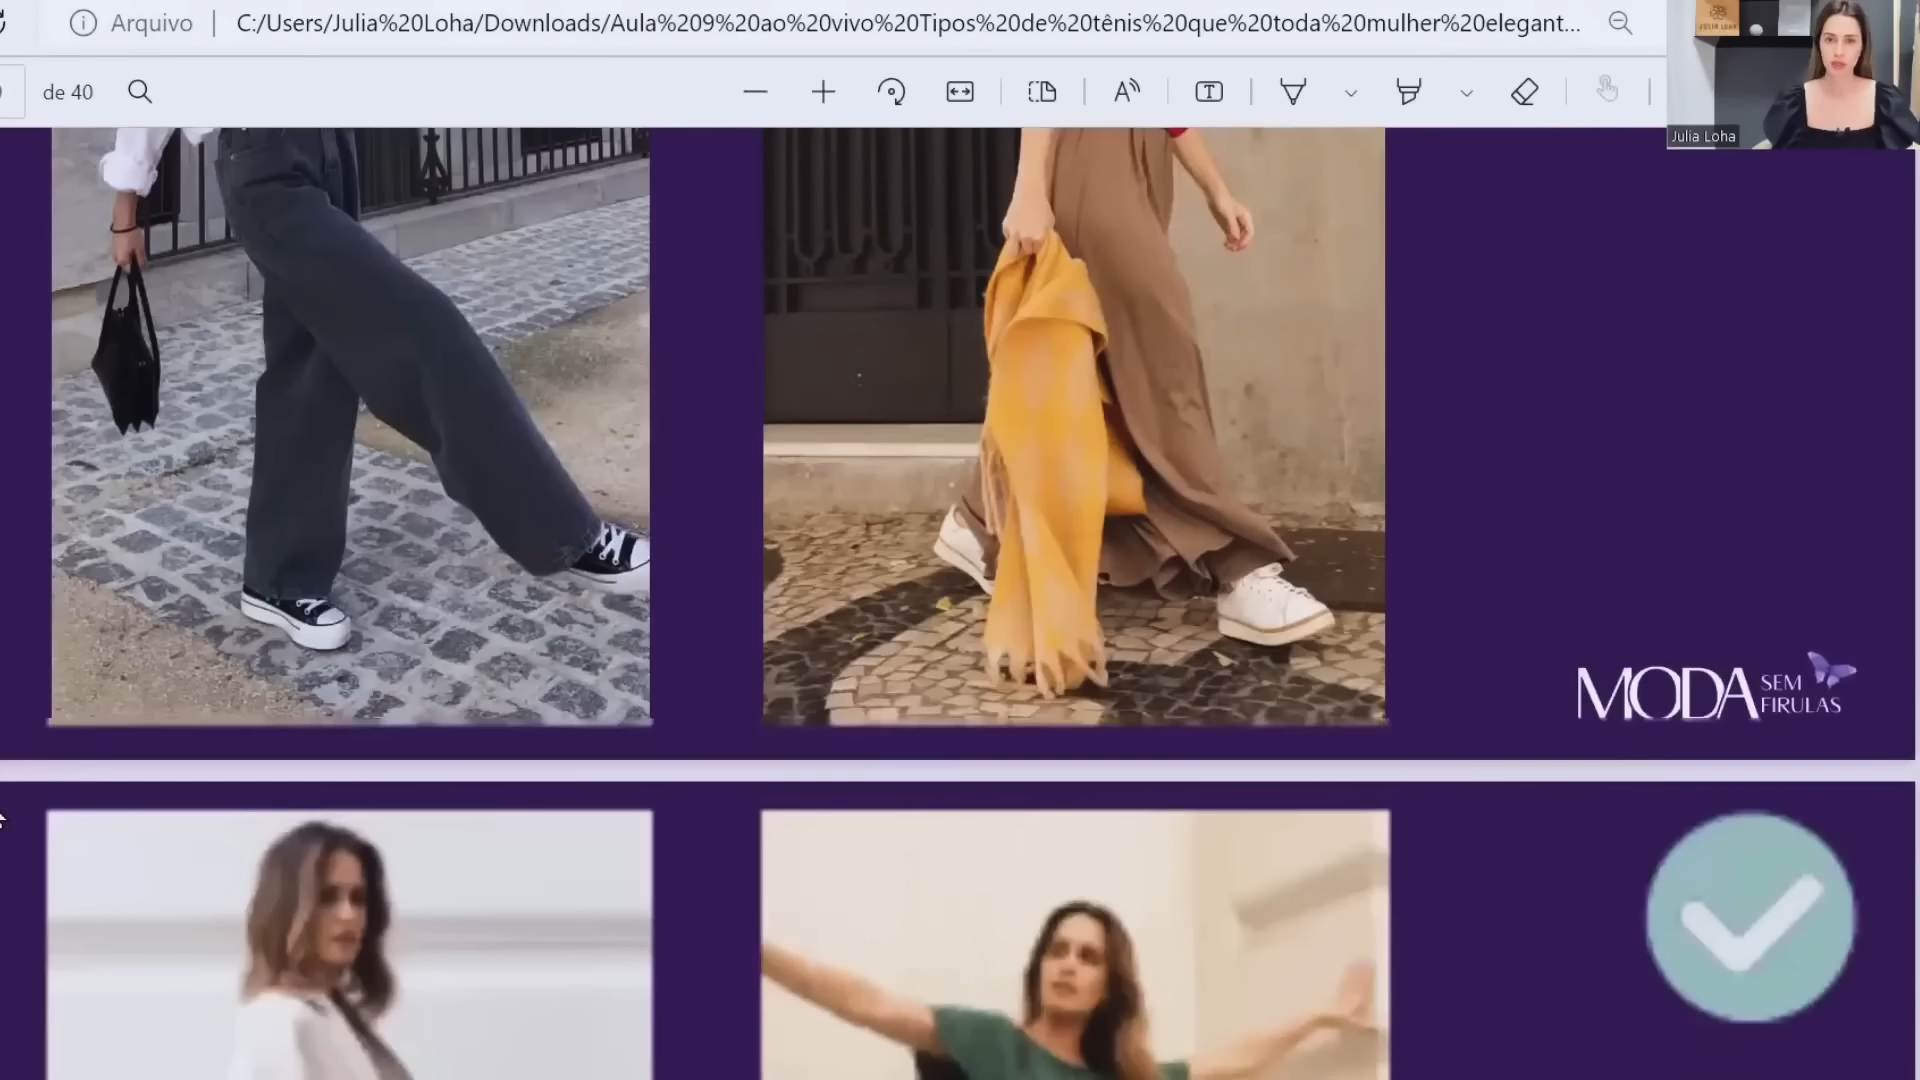 Arquivo | C:/Users/Julia%20Loha/Downloads/Aula%209%20ao%20vivo%20Tipos%20de%20tênis%20que%20toda%20mulher%20elegant...
de 40
Julia Loha
MODA SEM FIRULAS